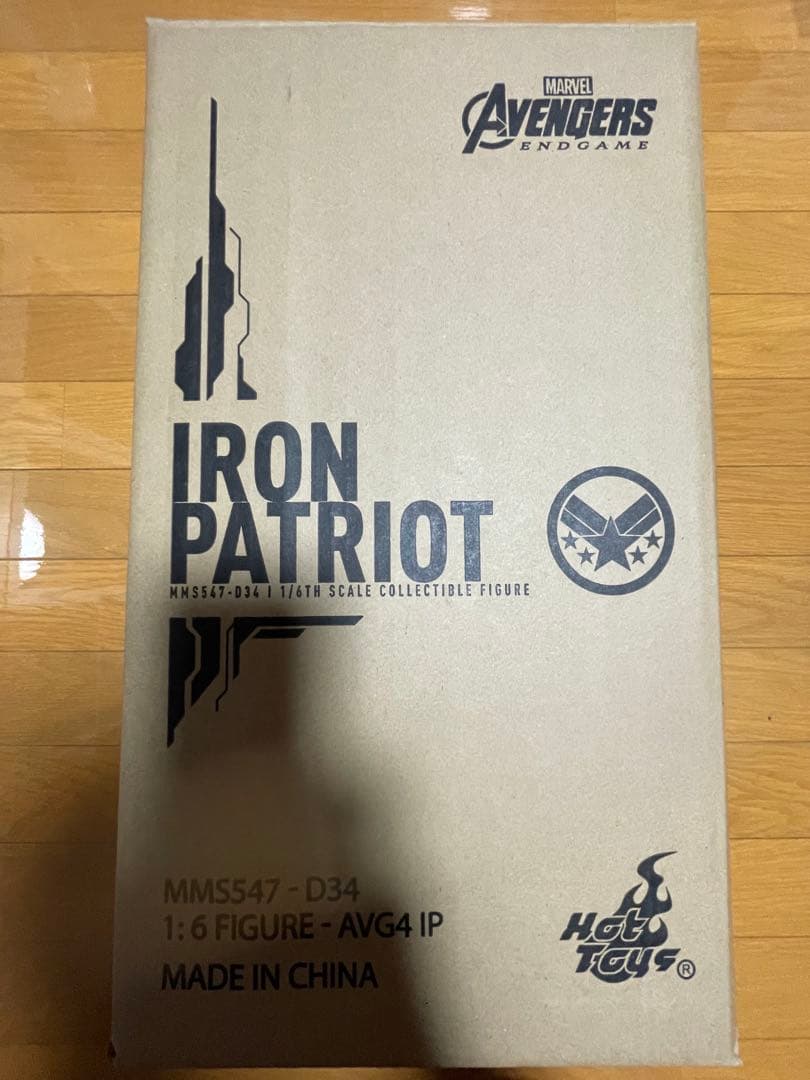 MARVEL
AVENGERS
ENDGAME
IRON
PATRIOT
MMS547-D34 | 1/6TH SCALE COLLECTIBLE FIGURE
MMS547 - D34
1: 6 FIGURE - AVG4 IP
MADE IN CHINA
Hot
Toys®